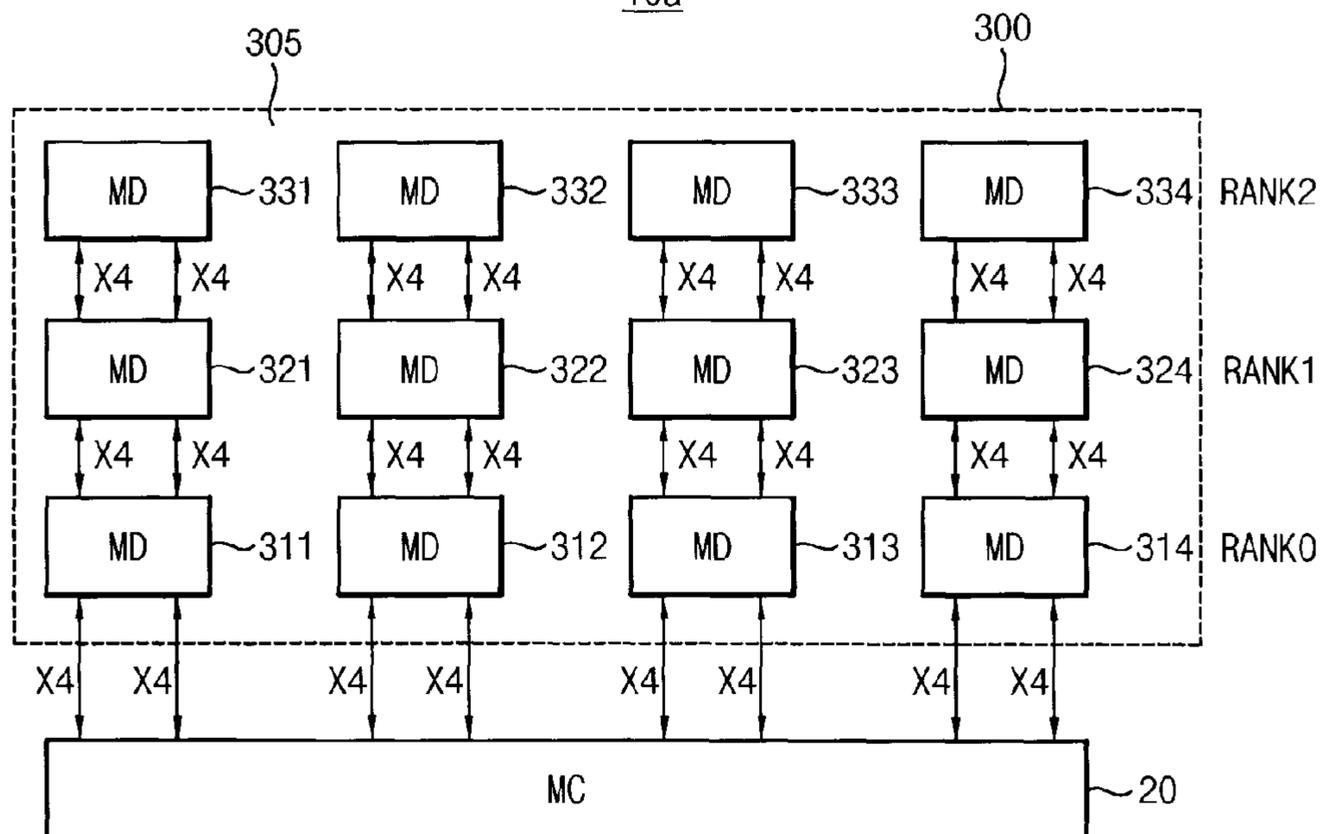 305 300
MD 331 MD 332 MD 333 MD 334 RANK2
X4 X4 X4 X4 X4 X4 X4 X4
MD 321 MD 322 MD 323 MD 324 RANK1
X4 X4 X4 X4 X4 X4 X4 X4
MD 311 MD 312 MD 313 MD 314 RANK0
X4 X4 X4 X4 X4 X4 X4 X4
MC 20